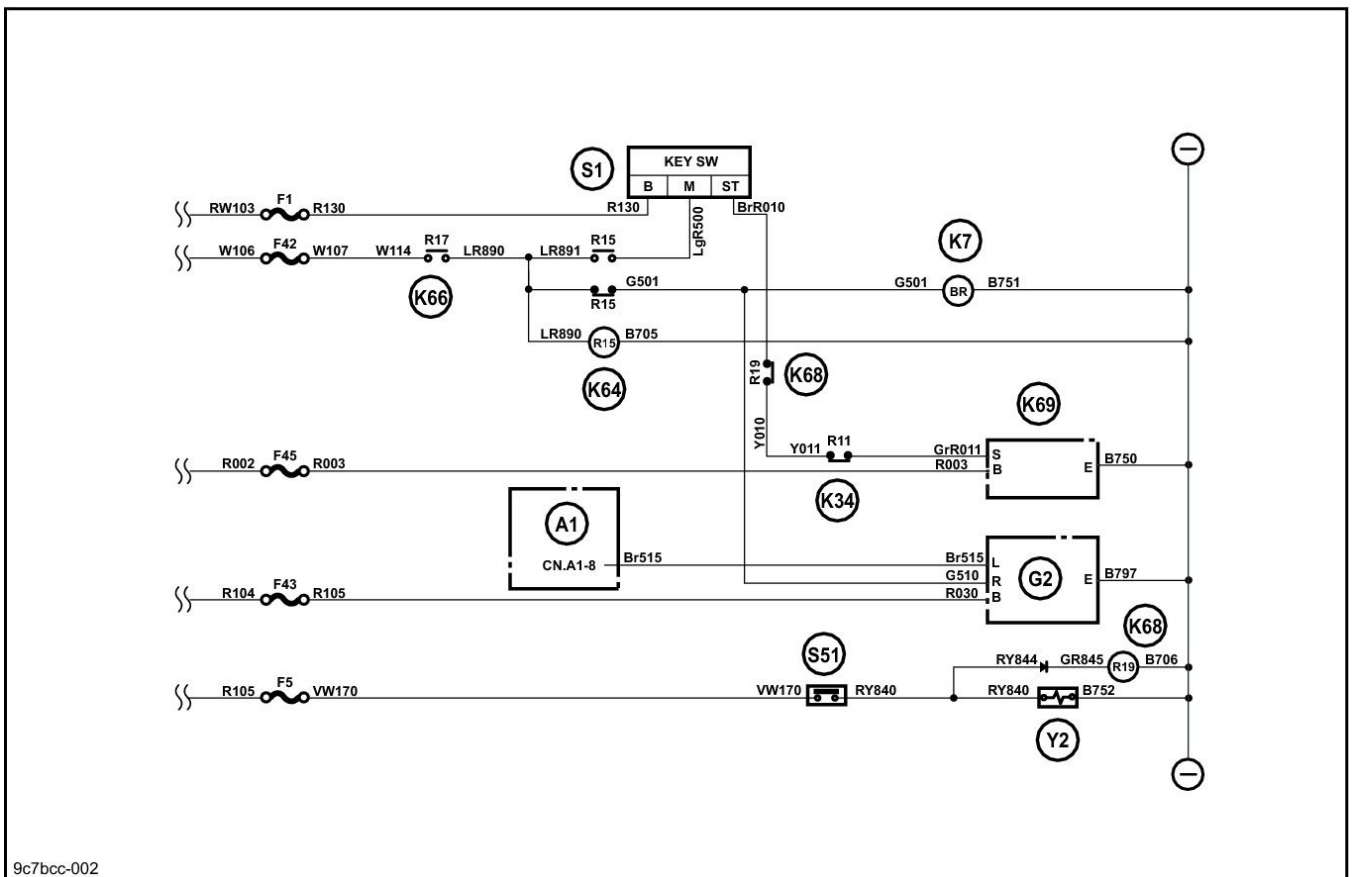 KEY SW
S1
B M ST
RW103 F1 R130 R130 BrR010
LgR500
W106 F42 W107 W114 R17 LR890 LR891 R15
K66
K7
R15 G501 G501 BR B751
LR890 R15 B705
K64
R19 K68
Y010
K69
Y011 R11 GrR011 S
K34
R002 F45 R003 R003 B E B750
A1
CN.A1-8 Br515 Br515 L
G510 R G2 E B797
R104 F43 R105 R030 B
K68
S51
RY844 GR845 R19 B706
R105 F5 VW170 VW170 RY840 RY840 B752
Y2
9c7bcc-002